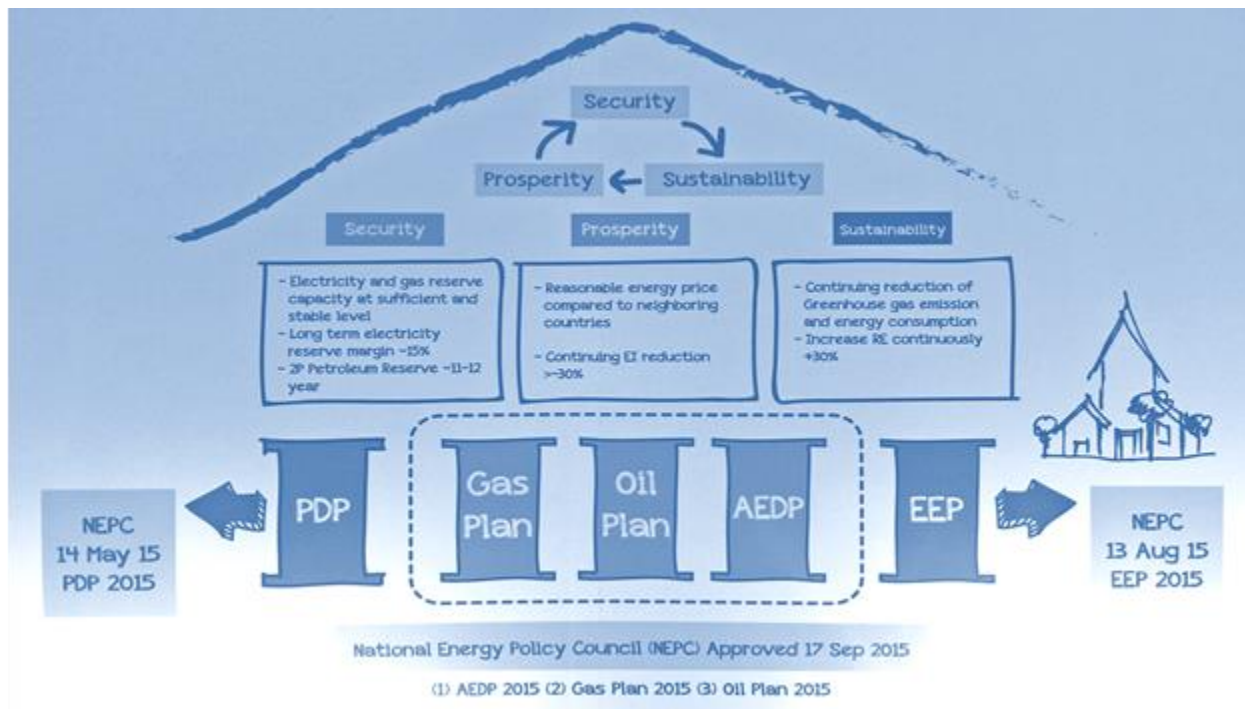 Security
Prosperity
Sustainability
Security
- Electricity and gas reserve
capacity at sufficient and
stable level
- Long term electricity
reserve margin ~15%
- 2P Petroleum Reserve ~11-12
year
Prosperity
- Reasonable energy price
compared to neighboring
countries
- Continuing EI reduction
>-30%
Sustainability
- Continuing reduction of
Greenhouse gas emission
and energy consumption
- Increase RE continuously
+30%
NEPC
14 May 15
PDP 2015
PDP
Gas
Plan
Oil
Plan
AEDP
EEP
NEPC
13 Aug 15
EEP 2015
National Energy Policy Council (NEPC) Approved 17 Sep 2015
(1) AEDP 2015 (2) Gas Plan 2015 (3) Oil Plan 2015